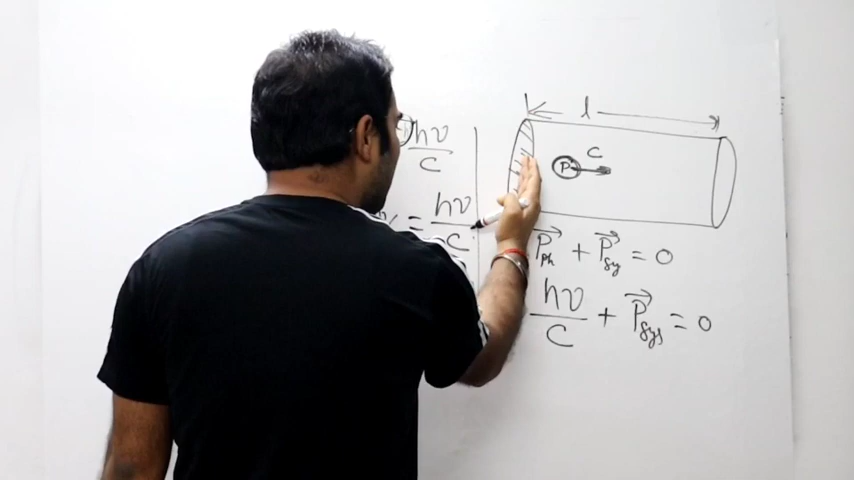 hν/c
= hν/c
l
P C
P⃗ph + P⃗sy = 0
hν/c + P⃗sys = 0